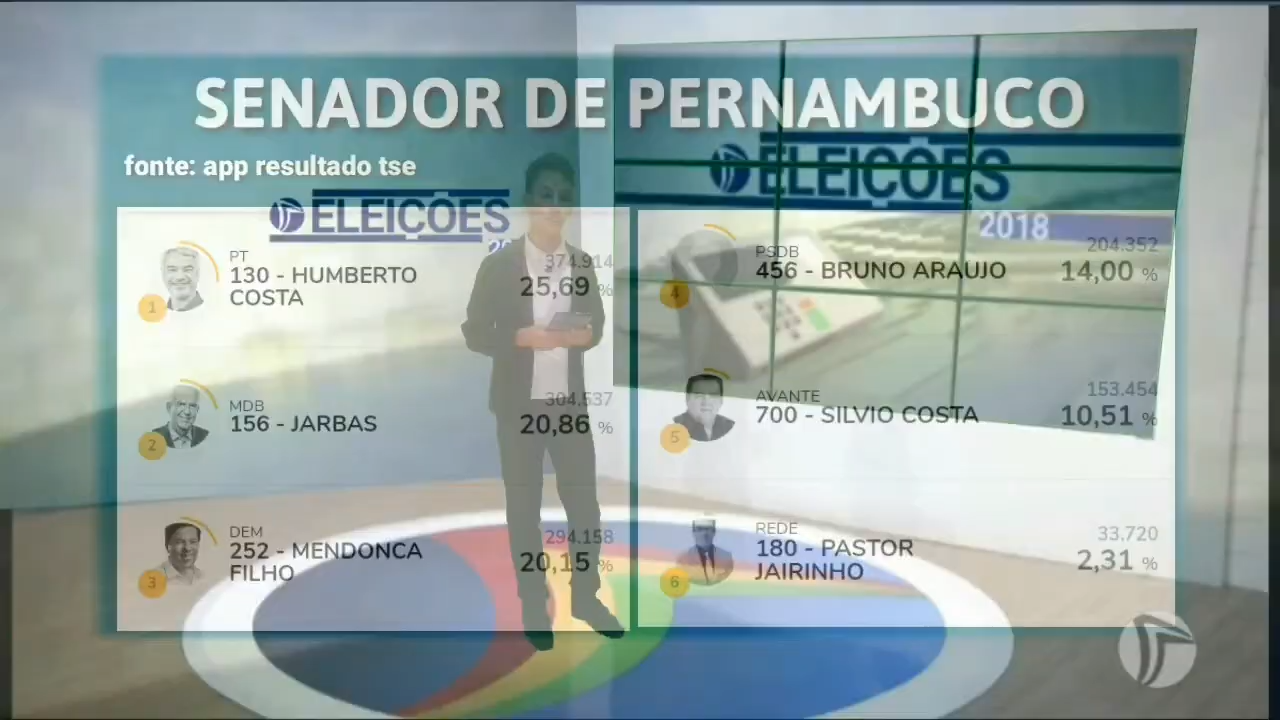 SENADOR DE PERNAMBUCO
fonte: app resultado tse
ELEIÇÕES
ELEIÇÕES
2018
PT
130 - HUMBERTO
COSTA
374.914
25,69 %
1
MDB
156 - JARBAS
304.537
20,86 %
2
DEM
252 - MENDONCA
FILHO
294.158
20,15 %
3
PSDB
456 - BRUNO ARAUJO
204.352
14,00 %
4
AVANTE
700 - SILVIO COSTA
153.454
10,51 %
5
REDE
180 - PASTOR
JAIRINHO
33.720
2,31 %
6